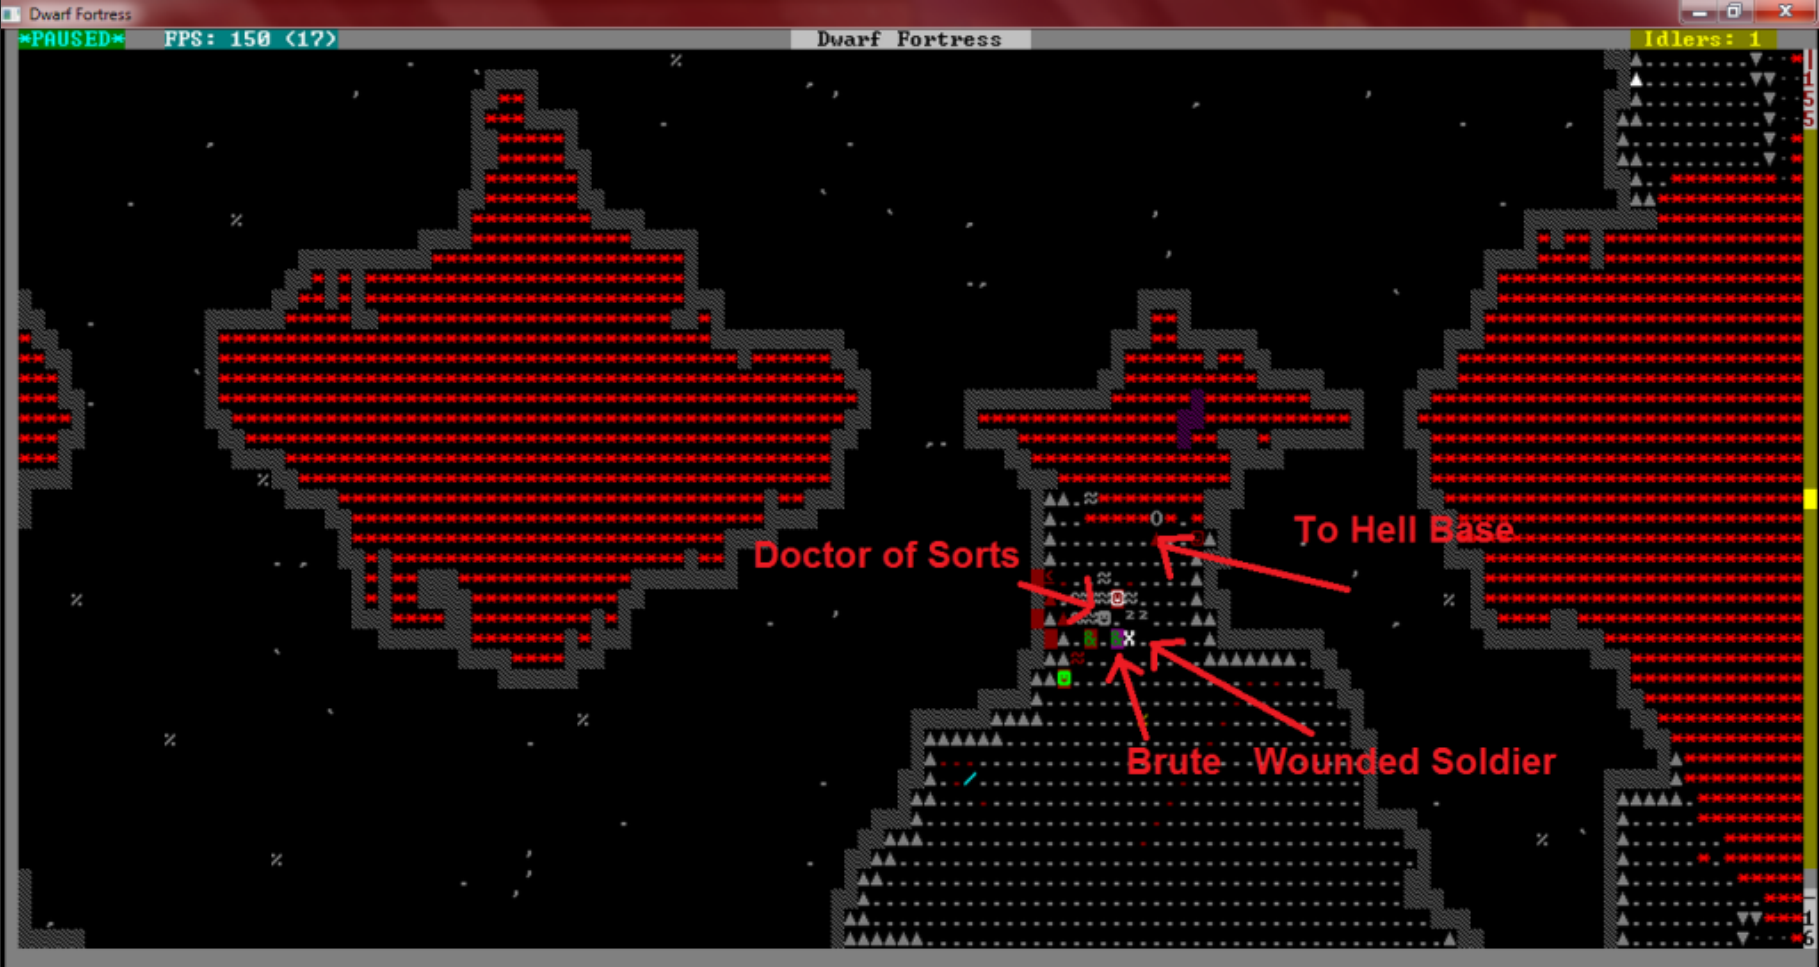 Dwarf Fortress
*PAUSED* FPS: 150 (17) Dwarf Fortress Idlers: 1
To Hell Base
Doctor of Sorts
Brute Wounded Soldier